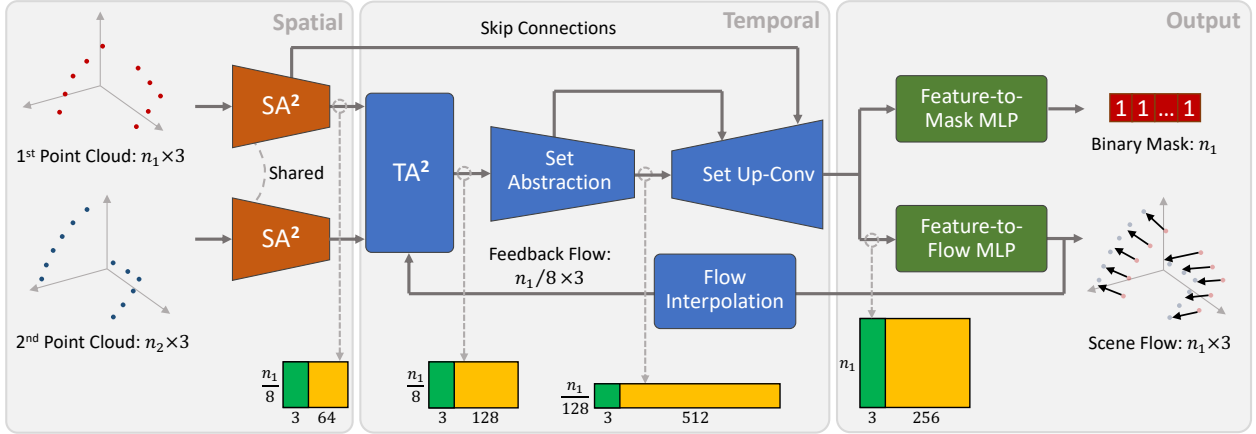 Spatial
Temporal
Output
Skip Connections
SA²
1st Point Cloud: n₁×3
Shared
SA²
2nd Point Cloud: n₂×3
TA²
Set
Abstraction
Set Up-Conv
Feedback Flow:
n₁/8 ×3
Flow
Interpolation
Feature-to-
Mask MLP
1 1 ... 1
Binary Mask: n₁
Feature-to-
Flow MLP
Scene Flow: n₁×3
n₁
8
3 64
n₁
8
3 128
n₁
128
3 512
n₁
3 256